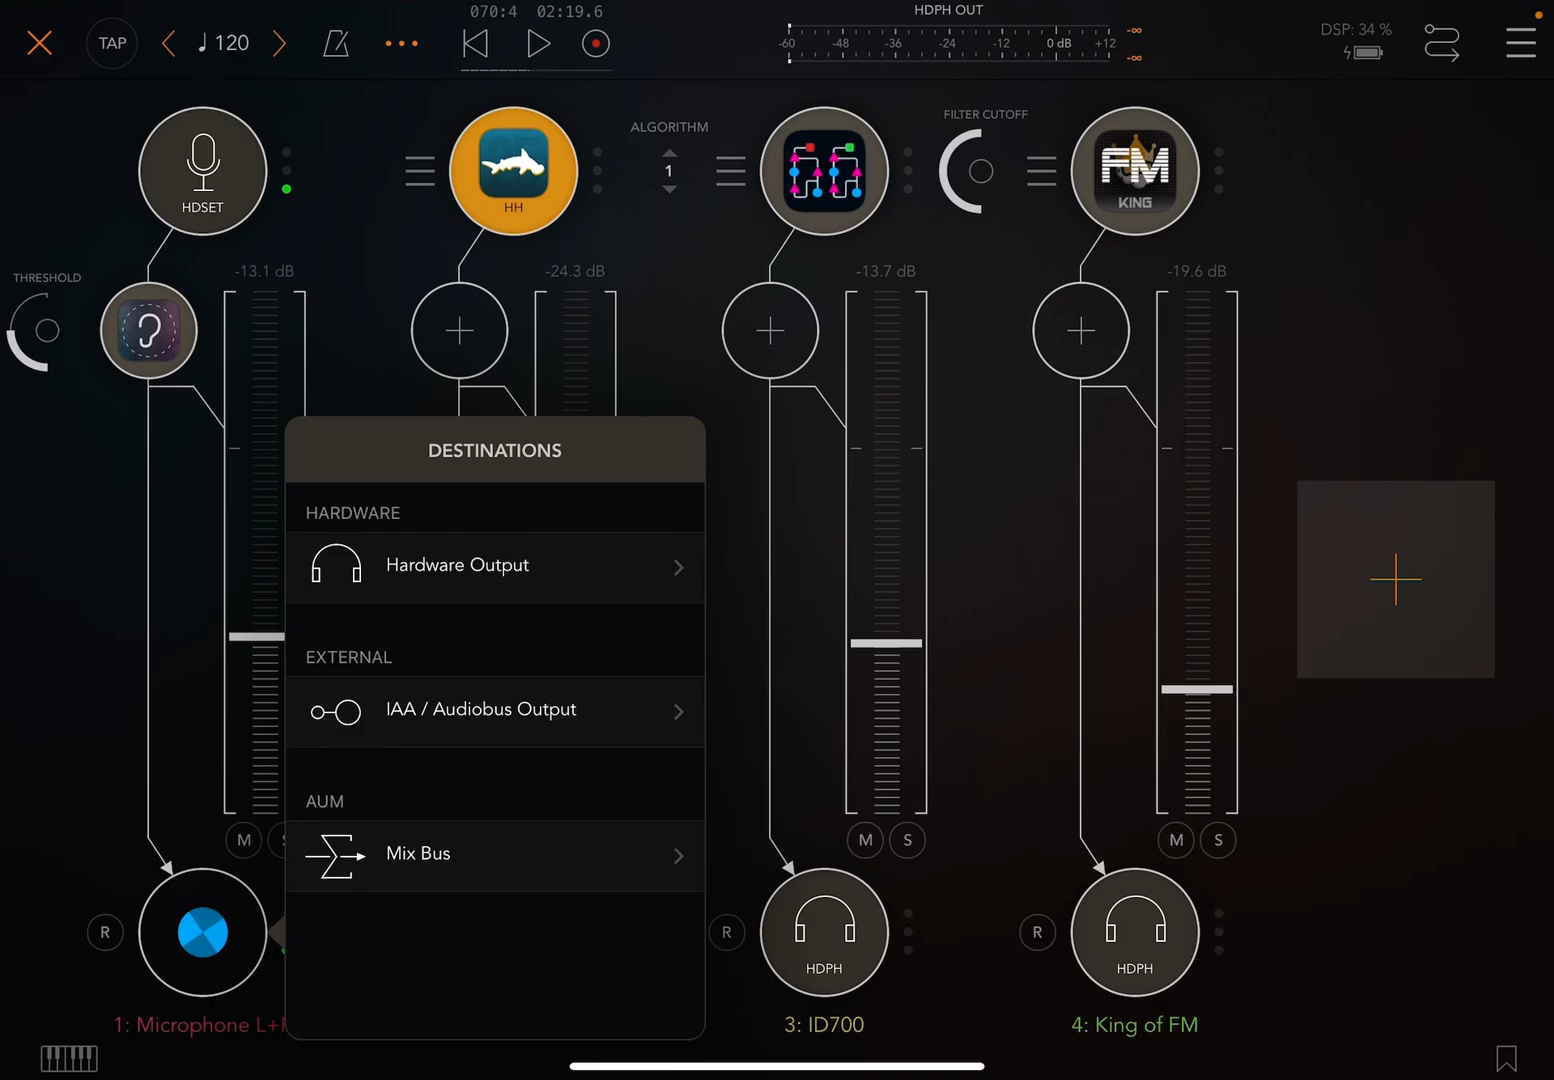 070:4 02:19.6
HDPH OUT
TAP
120
-60 -48 -36 -24 -12 0 dB +12
-∞
-∞
DSP: 34 %
HDSET
HH
ALGORITHM
1
FILTER CUTOFF
FM
KING
THRESHOLD
-13.1 dB
-24.3 dB
-13.7 dB
-19.6 dB
DESTINATIONS
HARDWARE
Hardware Output
EXTERNAL
IAA / Audiobus Output
AUM
Mix Bus
M
M S
M S
R
R
HDPH
R
HDPH
1: Microphone L+
3: ID700
4: King of FM